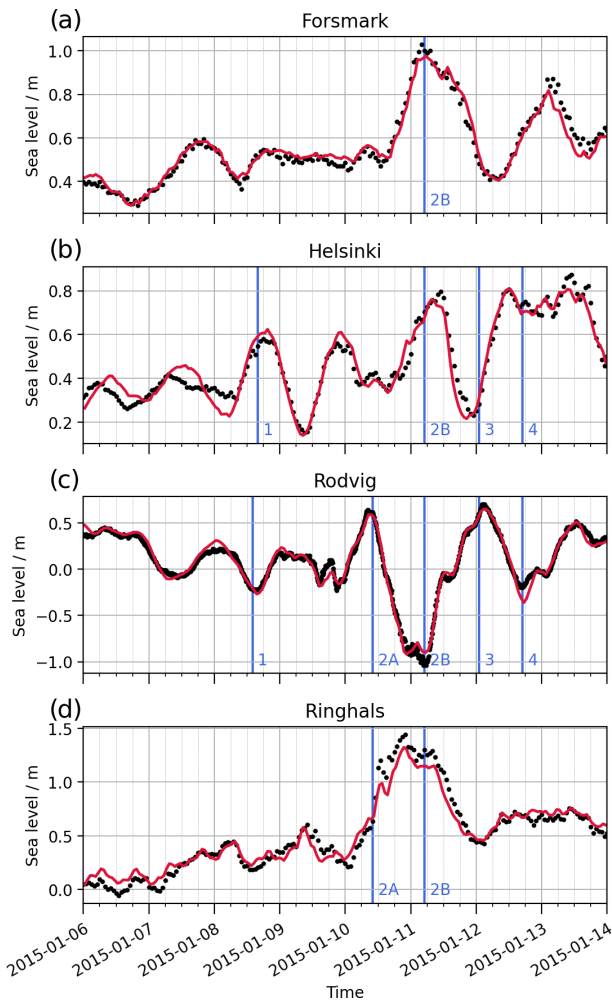 (a)
Forsmark
Sea level / m
1.0
0.8
0.6
0.4
2B
(b)
Helsinki
Sea level / m
0.8
0.6
0.4
0.2
1
2B
3
4
(c)
Rodvig
Sea level / m
0.5
0.0
−0.5
−1.0
1
2A
2B
3
4
(d)
Ringhals
Sea level / m
1.5
1.0
0.5
0.0
2A
2B
2015-01-06
2015-01-07
2015-01-08
2015-01-09
2015-01-10
2015-01-11
2015-01-12
2015-01-13
2015-01-14
Time